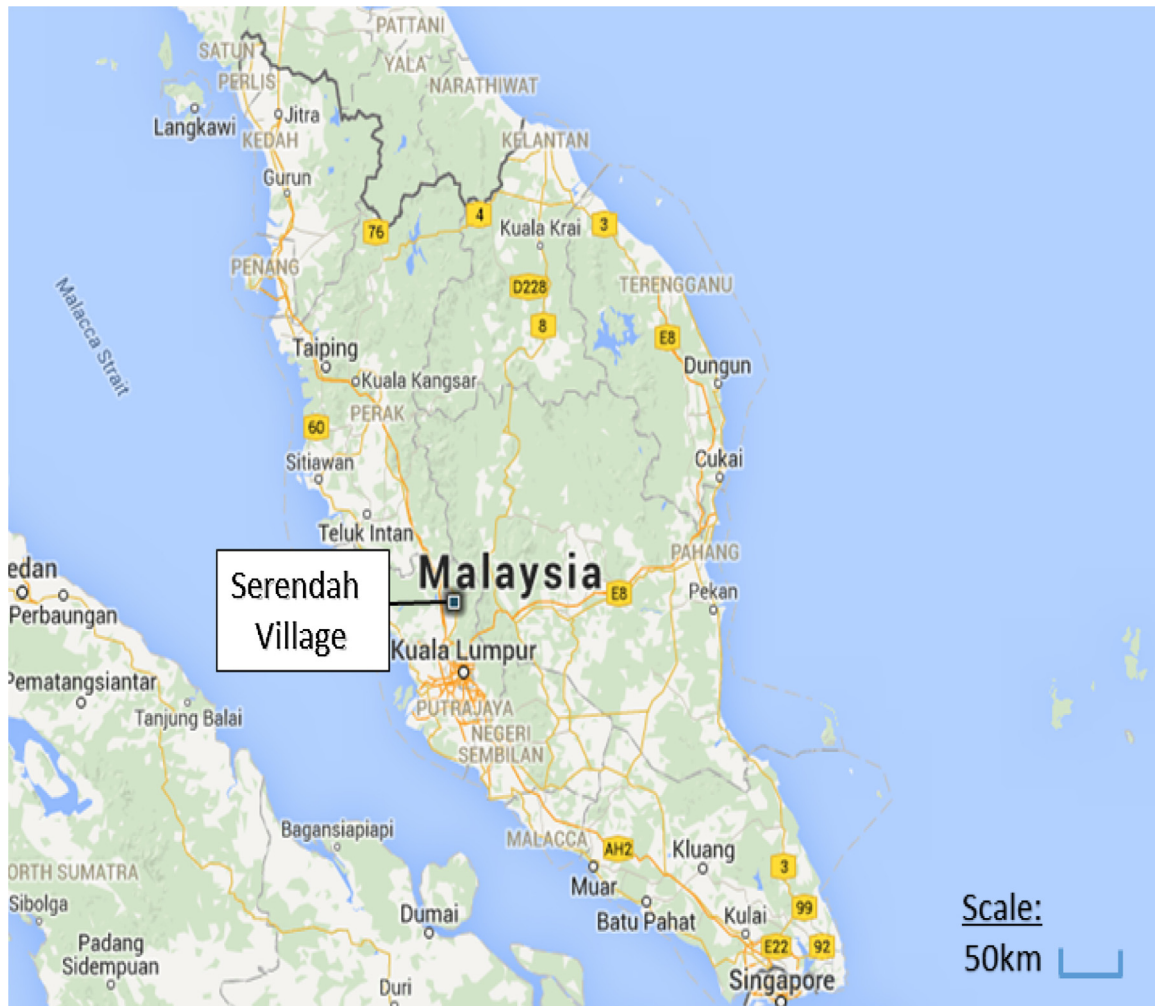 PATTANI
SATUN
YALA
PERLIS
NARATHIWAT
Langkawi
Jitra
KELANTAN
KEDAH
Gurun
76
4
Kuala Krai
3
PENANG
D228
TERENGGANU
Malacca Strait
8
E8
Taiping
Dungun
Kuala Kangsar
PERAK
60
Sitiawan
Cukai
Teluk Intan
PAHANG
Serendah
Village
Malaysia
E8
Pekan
edan
Perbaungan
Kuala Lumpur
Pematangsiantar
PUTRAJAYA
Tanjung Balai
NEGERI
SEMBILAN
Bagansiapiapi
MALACCA
AH2
Kluang
3
ORTH SUMATRA
Muar
Sibolga
Dumai
Batu Pahat
Kulai
99
Scale:
50km
Padang
Sidempuan
E22
92
Duri
Singapore